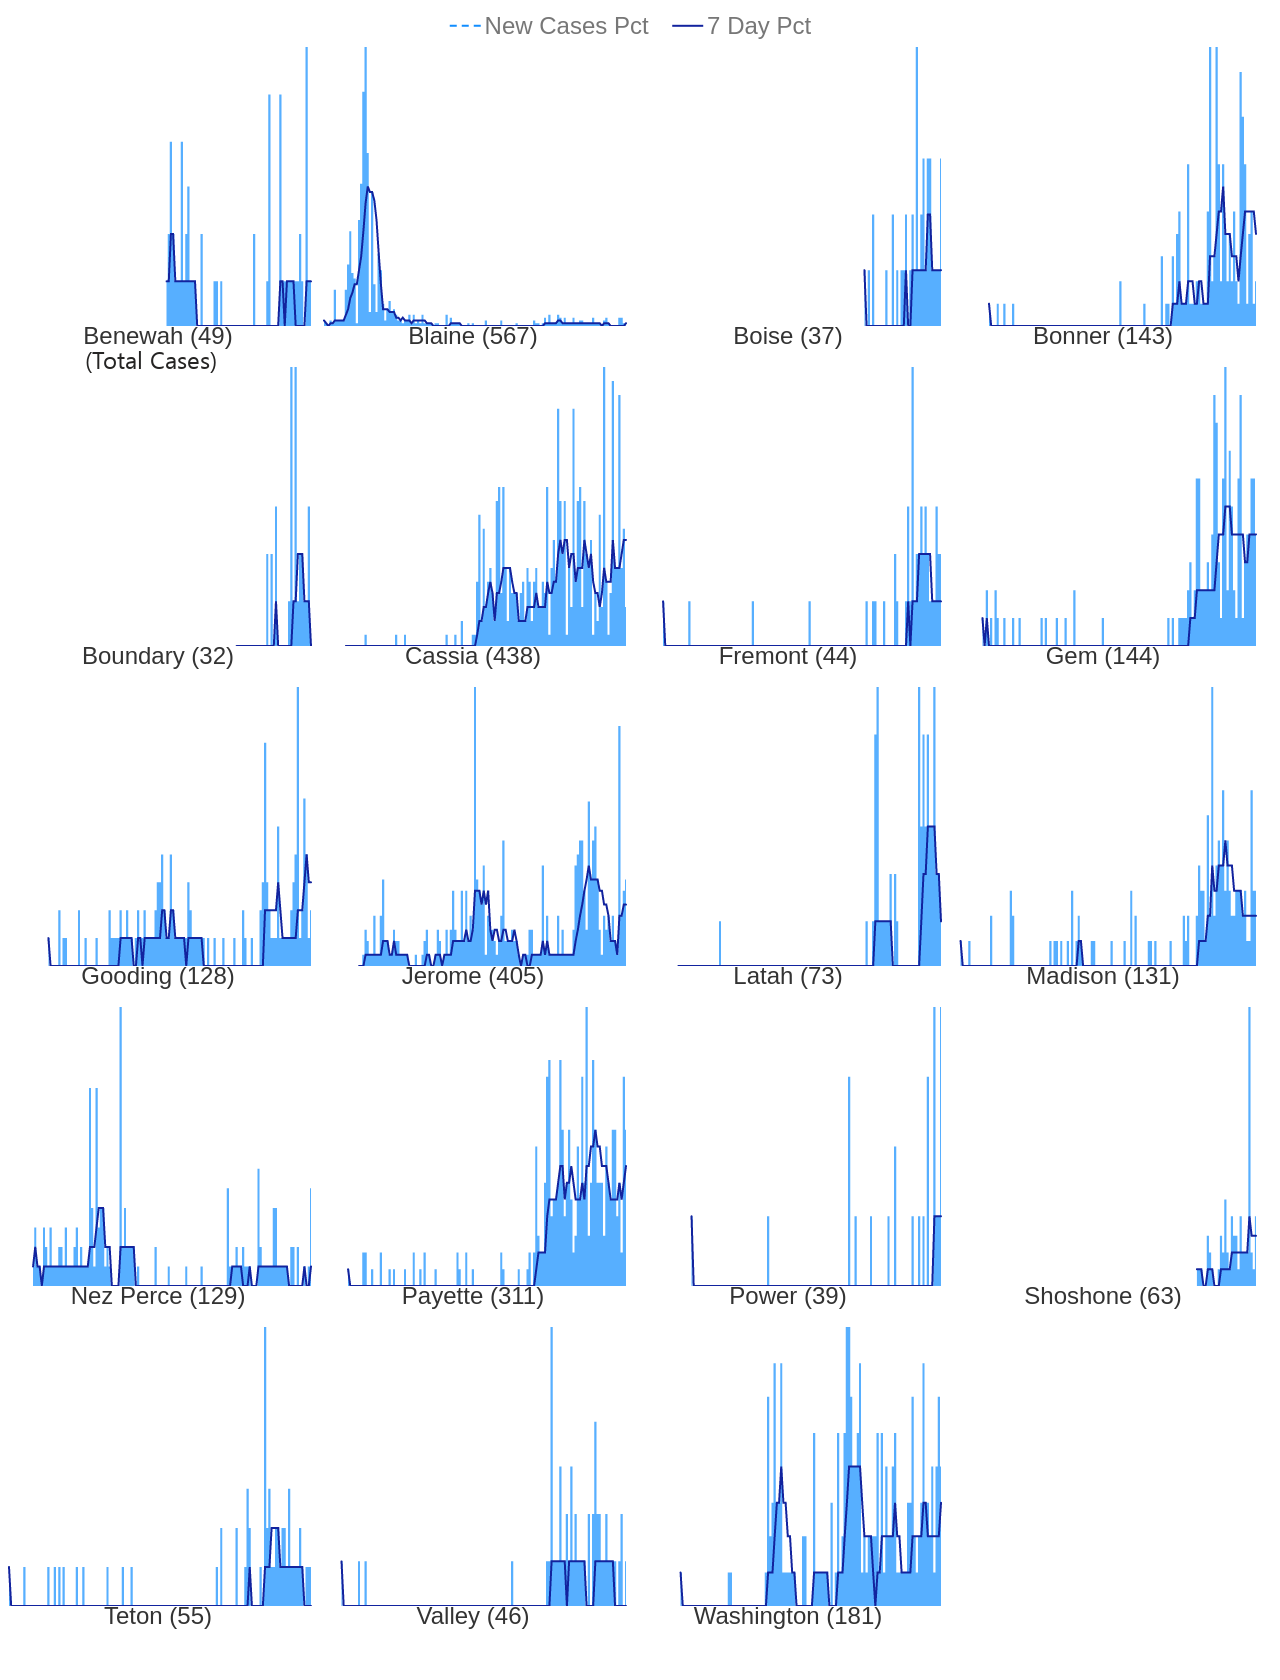 New Cases Pct 7 Day Pct
Benewah (49) Blaine (567) Boise (37) Bonner (143)
(Total Cases)
Boundary (32) Cassia (438) Fremont (44) Gem (144)
Gooding (128) Jerome (405) Latah (73) Madison (131)
Nez Perce (129) Payette (311) Power (39) Shoshone (63)
Teton (55) Valley (46) Washington (181)